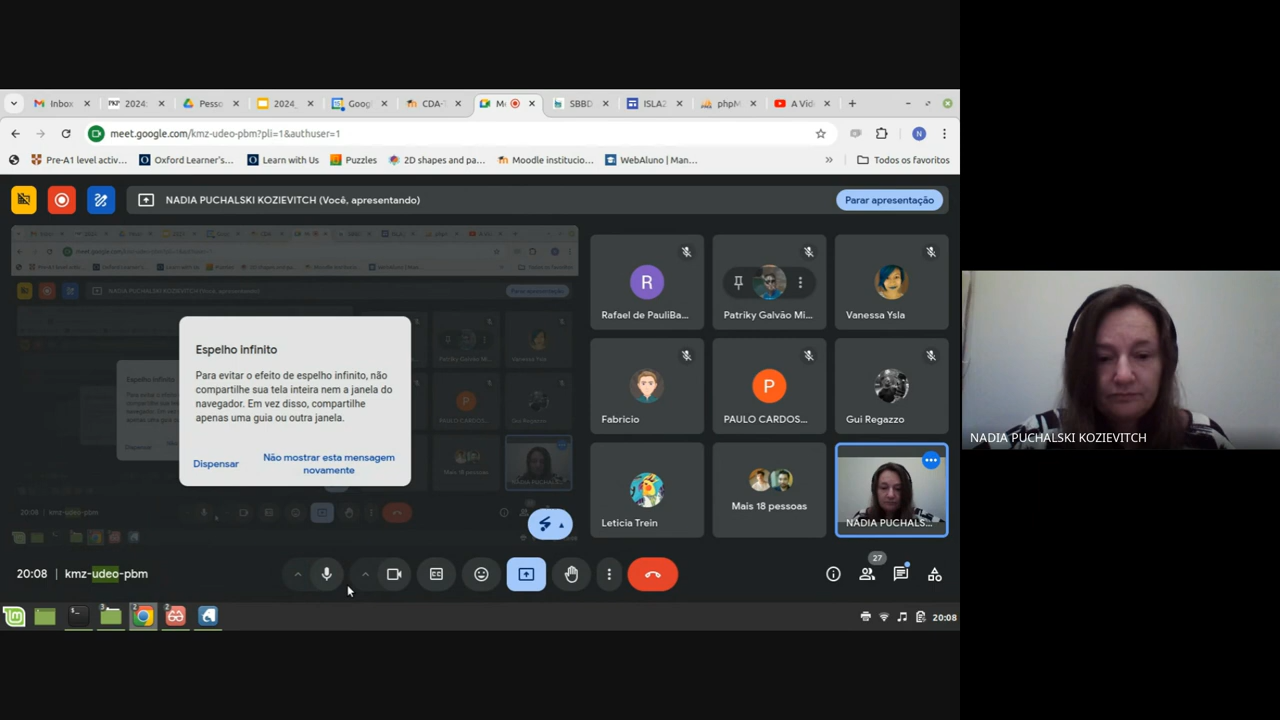 Inbox
2024:
Pesso
2024_
Goog
CDA-
Me
SBBD
ISLA2
phpM
A Vid
meet.google.com/kmz-udeo-pbm?pli=1&authuser=1
N
Pre-A1 level activ...
Oxford Learner's...
Learn with Us
Puzzles
2D shapes and pa...
Moodle institucio...
WebAluno | Man...
»
Todos os favoritos
NADIA PUCHALSKI KOZIEVITCH (Você, apresentando)
Parar apresentação
R
Rafael de PauliBa...
Patriky Galvão Mi...
Vanessa Ysla
Espelho infinito
Para evitar o efeito de espelho infinito, não
compartilhe sua tela inteira nem a janela do
navegador. Em vez disso, compartilhe
apenas uma guia ou outra janela.
Dispensar
Não mostrar esta mensagem
novamente
Fabricio
P
PAULO CARDOS...
Gui Regazzo
Leticia Trein
Mais 18 pessoas
NADIA PUCHALS...
NADIA PUCHALSKI KOZIEVITCH
20:08 | kmz-udeo-pbm
27
20:08